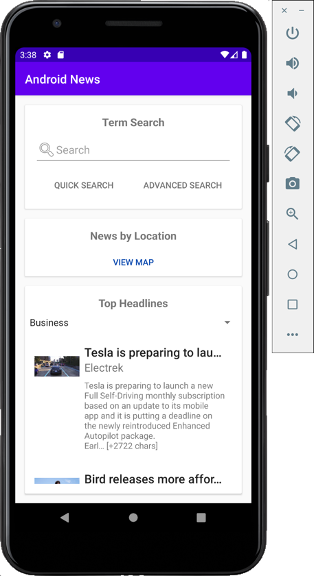 3:38
Android News
Term Search
Search
QUICK SEARCH ADVANCED SEARCH
News by Location
VIEW MAP
Top Headlines
Business
Tesla is preparing to lau...
Electrek
Tesla is preparing to launch a new
Full Self-Driving monthly subscription
based on an update to its mobile
app and it is putting a deadline on
the newly reintroduced Enhanced
Autopilot package.
Earl... [+2722 chars]
Bird releases more affor...